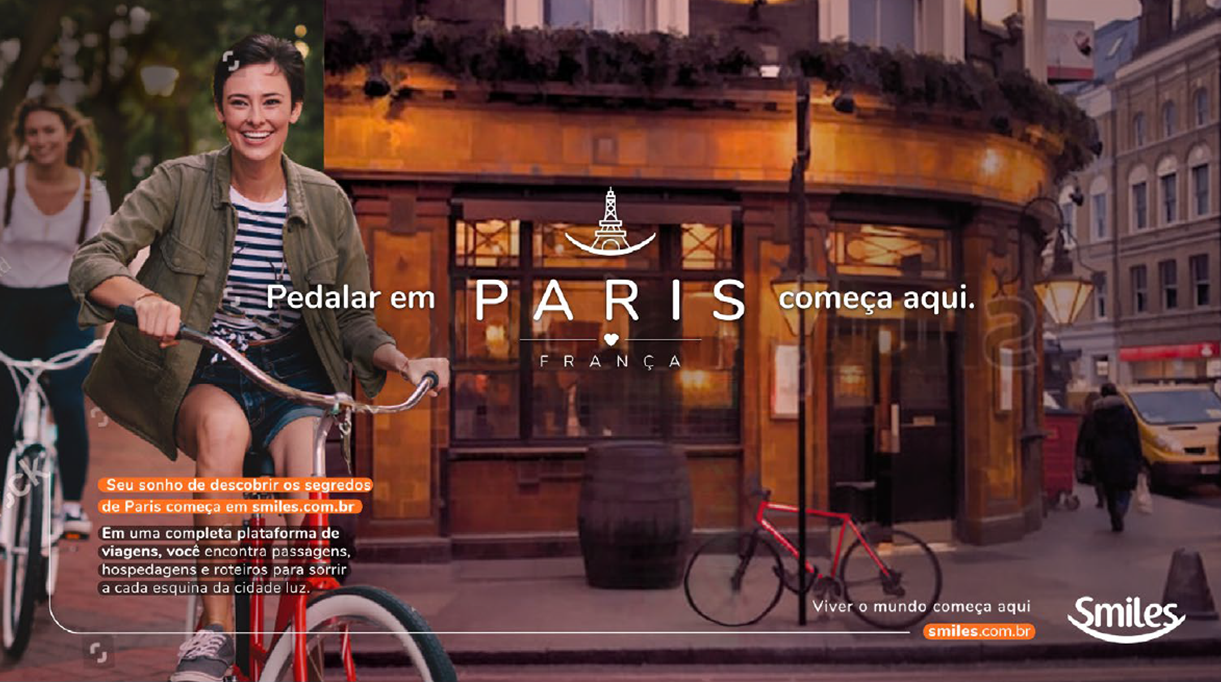 Pedalar em PARIS começa aqui.
FRANÇA
Seu sonho de descobrir os segredos
de Paris começa em smiles.com.br
Em uma completa plataforma de
viagens, você encontra passagens,
hospedagens e roteiros para sorrir
a cada esquina da cidade luz.
Viver o mundo começa aqui
smiles.com.br
Smiles